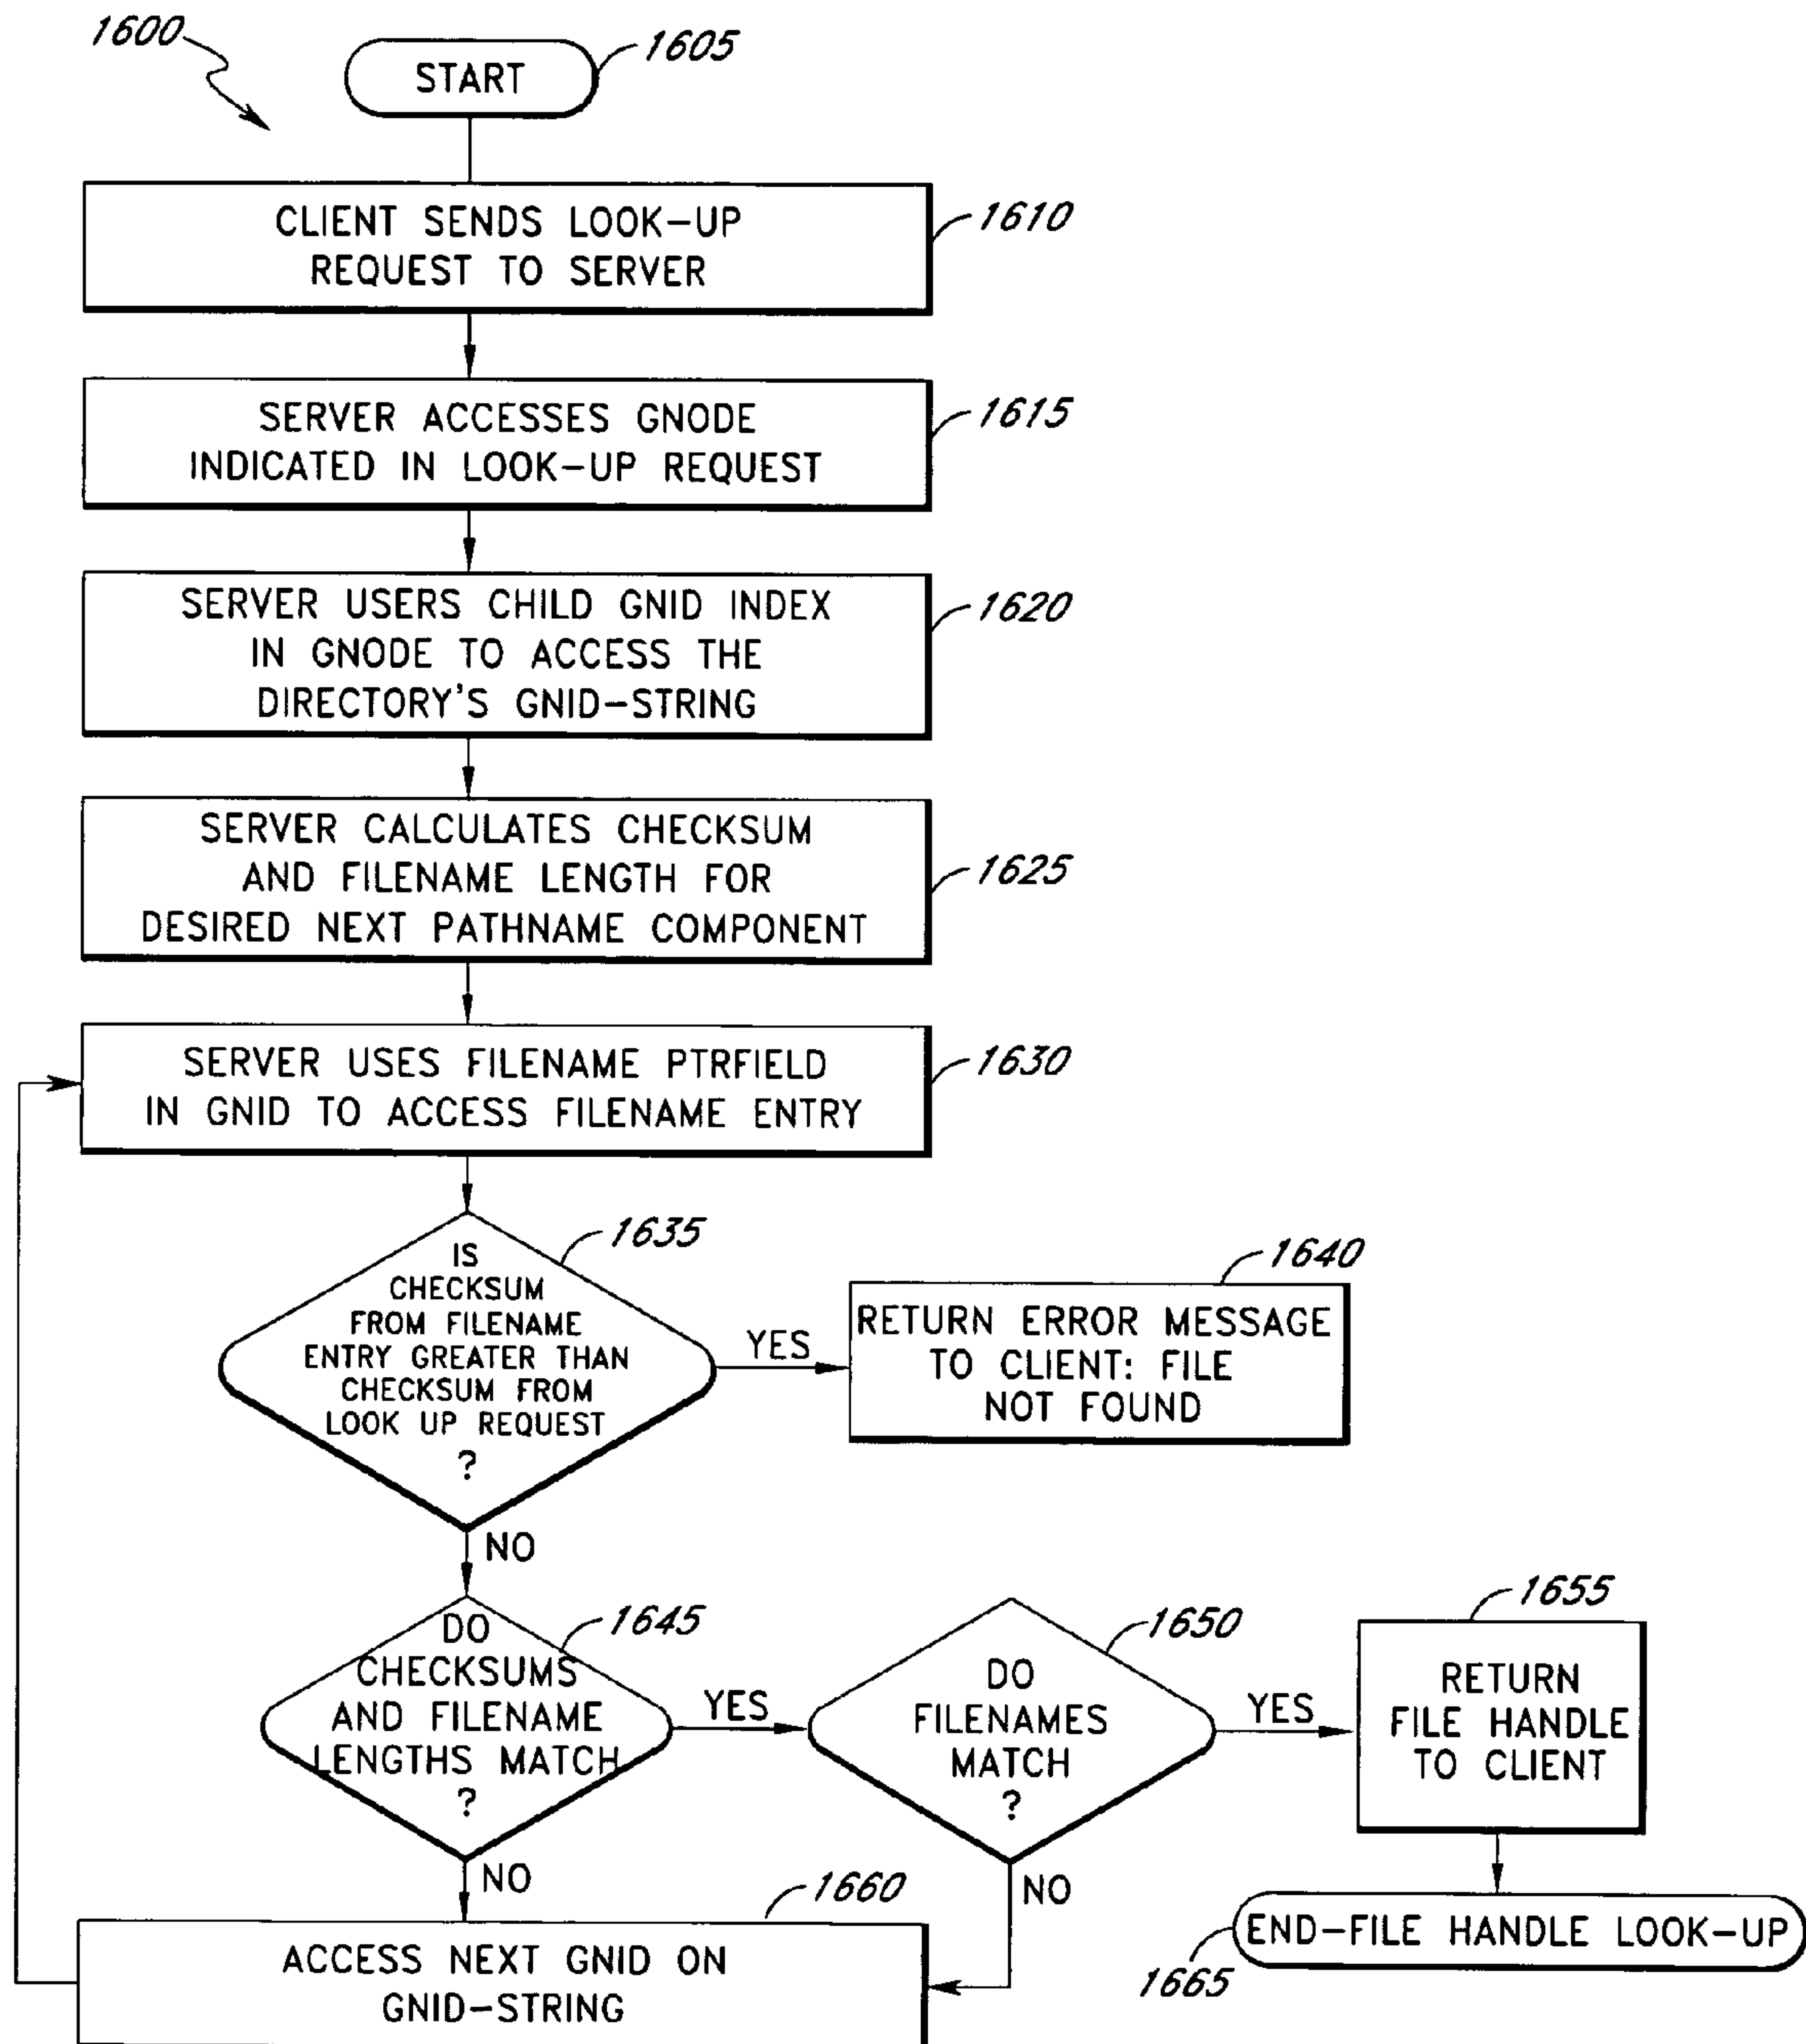 1600
START
1605
CLIENT SENDS LOOK-UP
REQUEST TO SERVER
1610
SERVER ACCESSES GNODE
INDICATED IN LOOK-UP REQUEST
1615
SERVER USERS CHILD GNID INDEX
IN GNODE TO ACCESS THE
DIRECTORY'S GNID-STRING
1620
SERVER CALCULATES CHECKSUM
AND FILENAME LENGTH FOR
DESIRED NEXT PATHNAME COMPONENT
1625
SERVER USES FILENAME PTRFIELD
IN GNID TO ACCESS FILENAME ENTRY
1630
IS
CHECKSUM
FROM FILENAME
ENTRY GREATER THAN
CHECKSUM FROM
LOOK UP REQUEST
?
1635
YES
RETURN ERROR MESSAGE
TO CLIENT: FILE
NOT FOUND
1640
NO
DO
CHECKSUMS
AND FILENAME
LENGTHS MATCH
?
1645
YES
DO
FILENAMES
MATCH
?
1650
YES
RETURN
FILE HANDLE
TO CLIENT
1655
NO
NO
ACCESS NEXT GNID ON
GNID-STRING
1660
END-FILE HANDLE LOOK-UP
1665